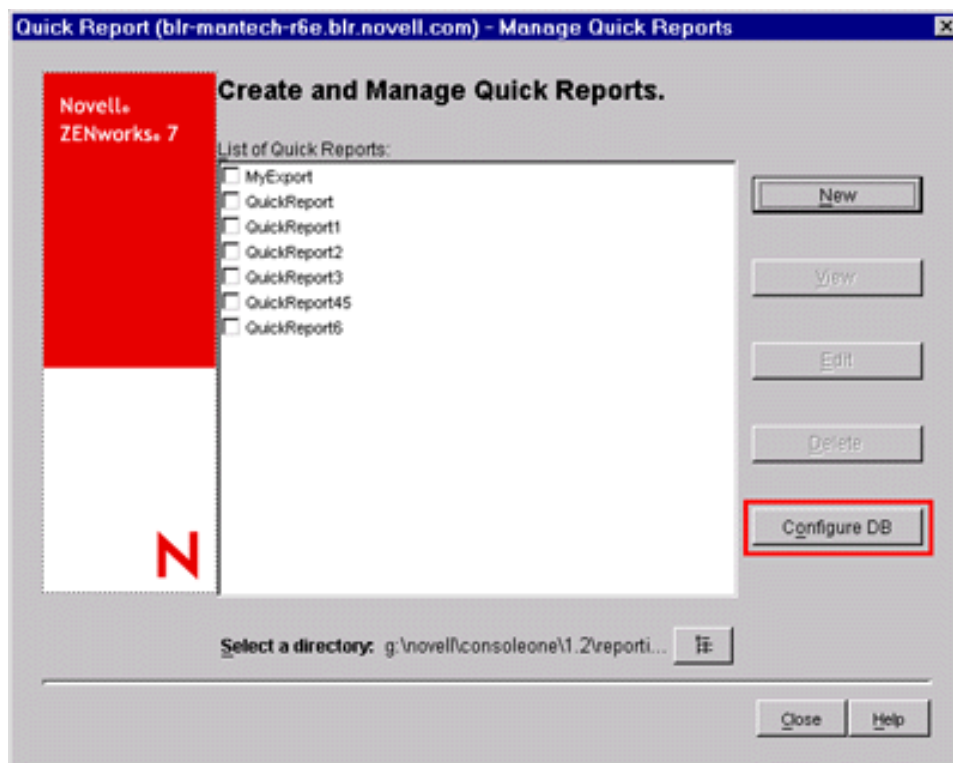 Quick Report (blr-mantech-r6e.blr.novell.com) - Manage Quick Reports
Novell®
ZENworks® 7
Create and Manage Quick Reports.
List of Quick Reports:
MyExport
QuickReport
QuickReport1
QuickReport2
QuickReport3
QuickReport45
QuickReport6
New
View
Edit
Delete
Configure DB
N
Select a directory: g:\novell\consoleone\1.2\reporti...
Close
Help